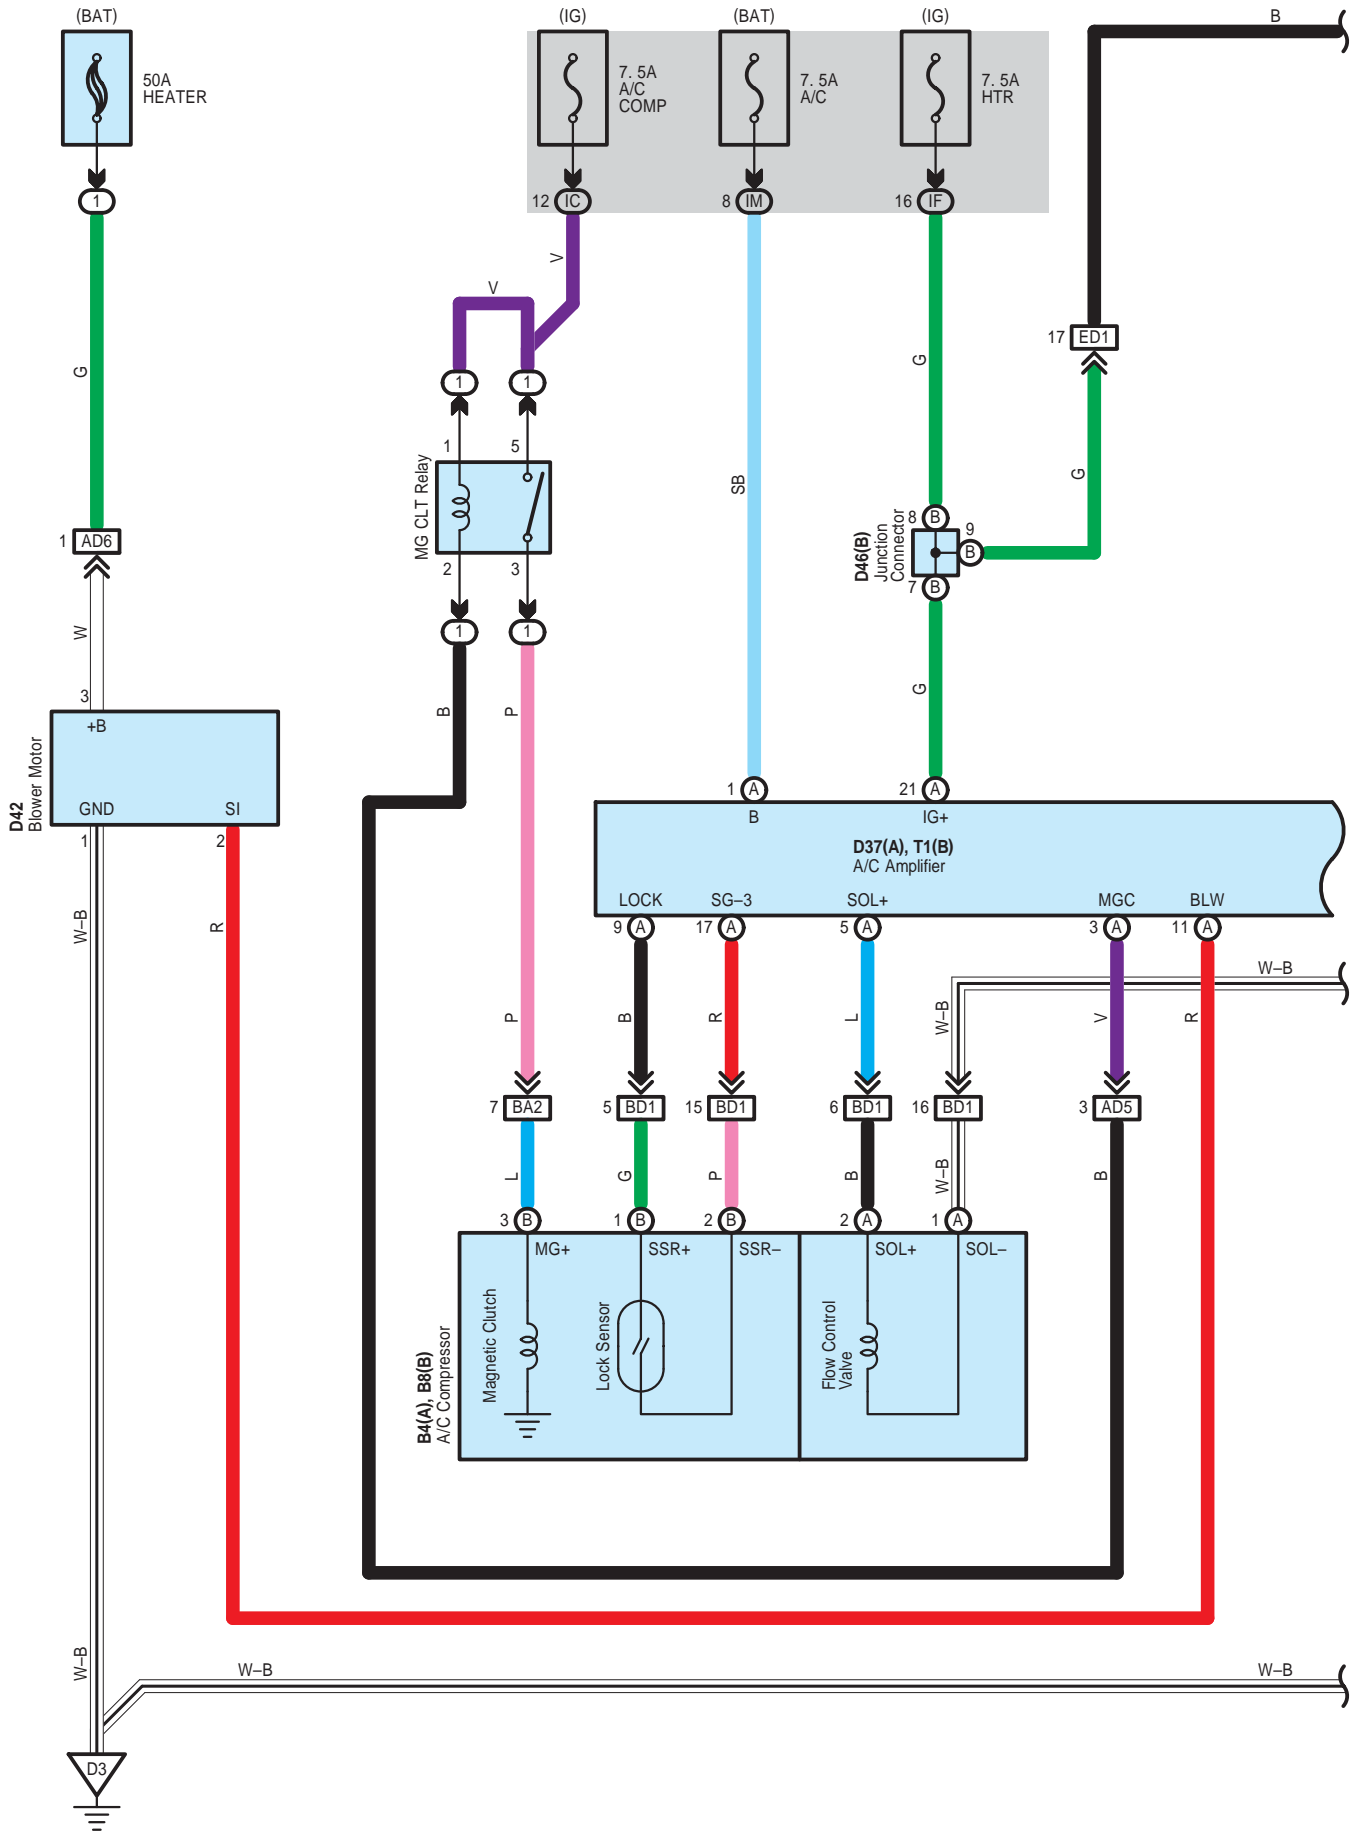 (BAT)
(IG)
(BAT)
(IG)
B
50A
HEATER
7. 5A
A/C
COMP
7. 5A
A/C
7. 5A
HTR
1
12 IC
8 IM
16 IF
V
V
17 ED1
G
G
1
1
1
5
MG CLT Relay
2
3
SB
G
8 B
9
B
D46(B)
Junction
Connector
7 B
1 AD6
W
1
1
3
+B
GND
SI
D42
Blower Motor
1
2
B
P
G
1 A
21 A
B
IG+
D37(A), T1(B)
A/C Amplifier
LOCK
SG–3
SOL+
MGC
BLW
9 A
17 A
5 A
3 A
11 A
W–B
R
W–B
P
B
R
L
W–B
V
R
7 BA2
5 BD1
15 BD1
6 BD1
16 BD1
3 AD5
L
G
P
B
W–B
B
3 B
1 B
2 B
2 A
1 A
MG+
SSR+
SSR–
SOL+
SOL–
Magnetic Clutch
Lock Sensor
Flow Control
Valve
B4(A), B8(B)
A/C Compressor
W–B
W–B
W–B
D3